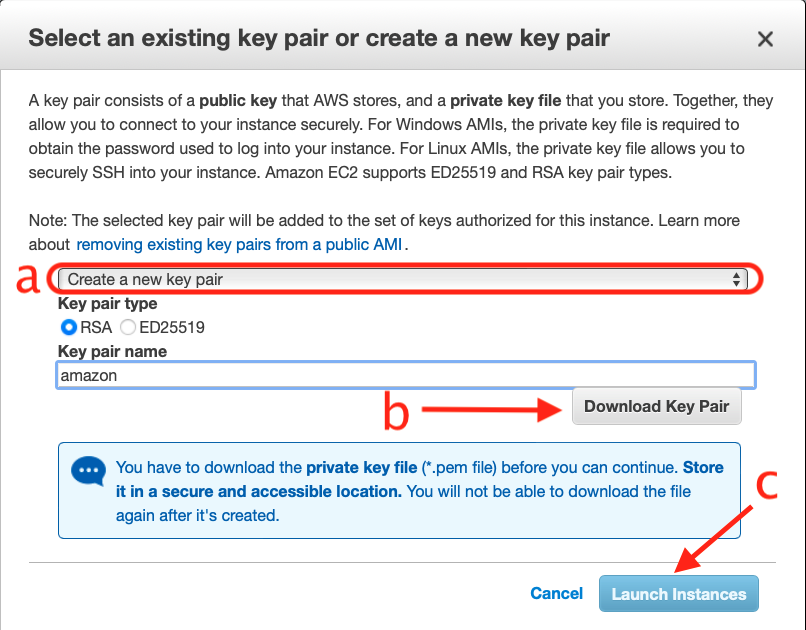 Select an existing key pair or create a new key pair
A key pair consists of a public key that AWS stores, and a private key file that you store. Together, they
allow you to connect to your instance securely. For Windows AMIs, the private key file is required to
obtain the password used to log into your instance. For Linux AMIs, the private key file allows you to
securely SSH into your instance. Amazon EC2 supports ED25519 and RSA key pair types.
Note: The selected key pair will be added to the set of keys authorized for this instance. Learn more
about removing existing key pairs from a public AMI .
a Create a new key pair
Key pair type
RSA ED25519
Key pair name
amazon
b Download Key Pair
You have to download the private key file (*.pem file) before you can continue. Store
it in a secure and accessible location. You will not be able to download the file
again after it's created.
c
Cancel Launch Instances